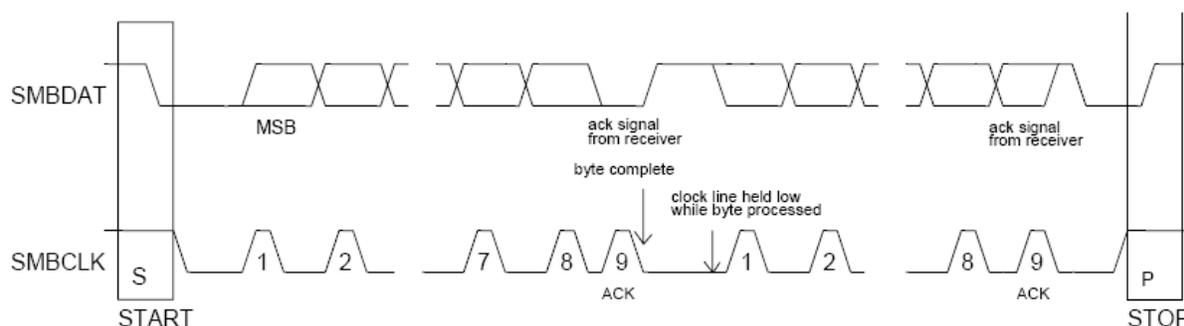 SMBDAT
MSB
ack signal
from receiver
ack signal
from receiver
byte complete
clock line held low
while byte processed
SMBCLK
S
1
2
7
8
9
1
2
8
9
P
ACK
ACK
START
STOP